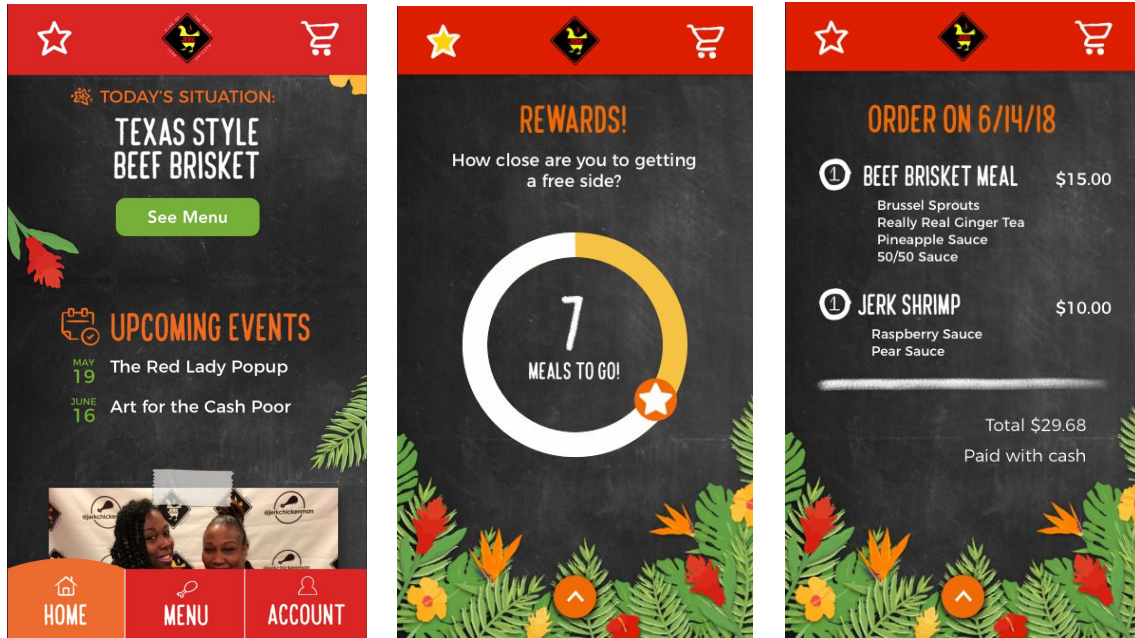 TODAY'S SITUATION:
TEXAS STYLE
BEEF BRISKET
See Menu
UPCOMING EVENTS
MAY
19
The Red Lady Popup
JUNE
16
Art for the Cash Poor
@jerkchickenman
HOME
MENU
ACCOUNT
REWARDS!
How close are you to getting
a free side?
7
MEALS TO GO!
ORDER ON 6/14/18
1 BEEF BRISKET MEAL $15.00
Brussel Sprouts
Really Real Ginger Tea
Pineapple Sauce
50/50 Sauce
1 JERK SHRIMP $10.00
Raspberry Sauce
Pear Sauce
Total $29.68
Paid with cash